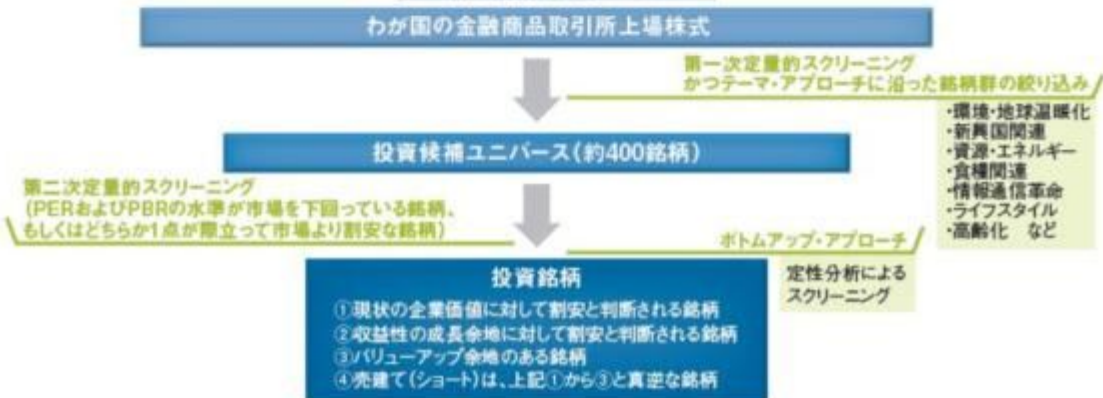 わが国の金融商品取引所上場株式
第一次定量的スクリーニング
かつテーマ・アプローチに沿った銘柄群の絞り込み
・環境・地球温暖化
・新興国関連
・資源・エネルギー
・食糧関連
・情報通信革命
・ライフスタイル
・高齢化 など
投資候補ユニバース(約400銘柄)
第二次定量的スクリーニング
(PERおよびPBRの水準が市場を下回っている銘柄、
もしくはどちらか1点が際立って市場より割安な銘柄)
ボトムアップ・アプローチ
定性分析による
スクリーニング
投資銘柄
①現状の企業価値に対して割安と判断される銘柄
②収益性の成長余地に対して割安と判断される銘柄
③バリューアップ余地のある銘柄
④売建て(ショート)は、上記①から③と真逆な銘柄